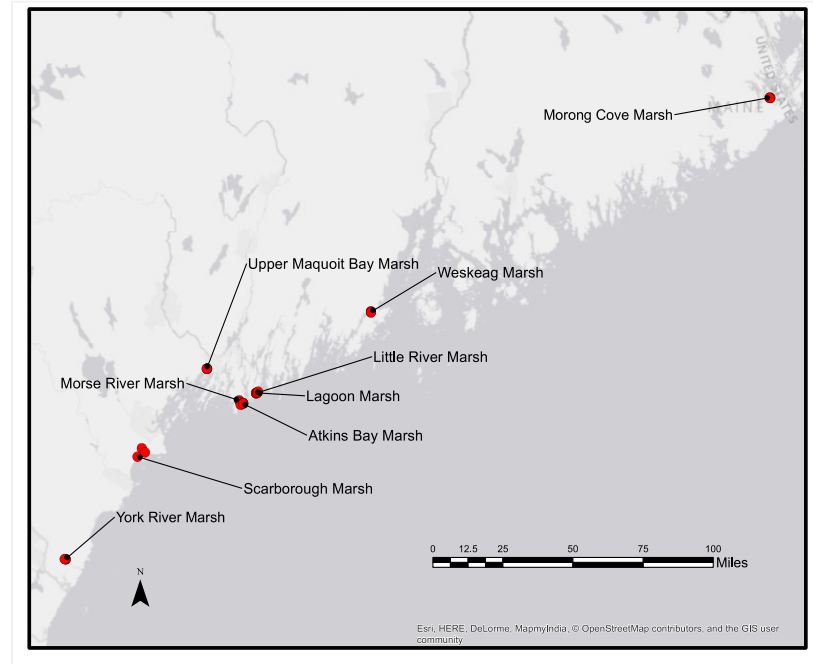 UNITED STATES
MAINE
Morong Cove Marsh
Upper Maquoit Bay Marsh
Weskeag Marsh
Little River Marsh
Morse River Marsh
Lagoon Marsh
Atkins Bay Marsh
Scarborough Marsh
York River Marsh
N
0 12.5 25 50 75 100
Miles
Esri, HERE, DeLorme, MapmyIndia, © OpenStreetMap contributors, and the GIS user
community